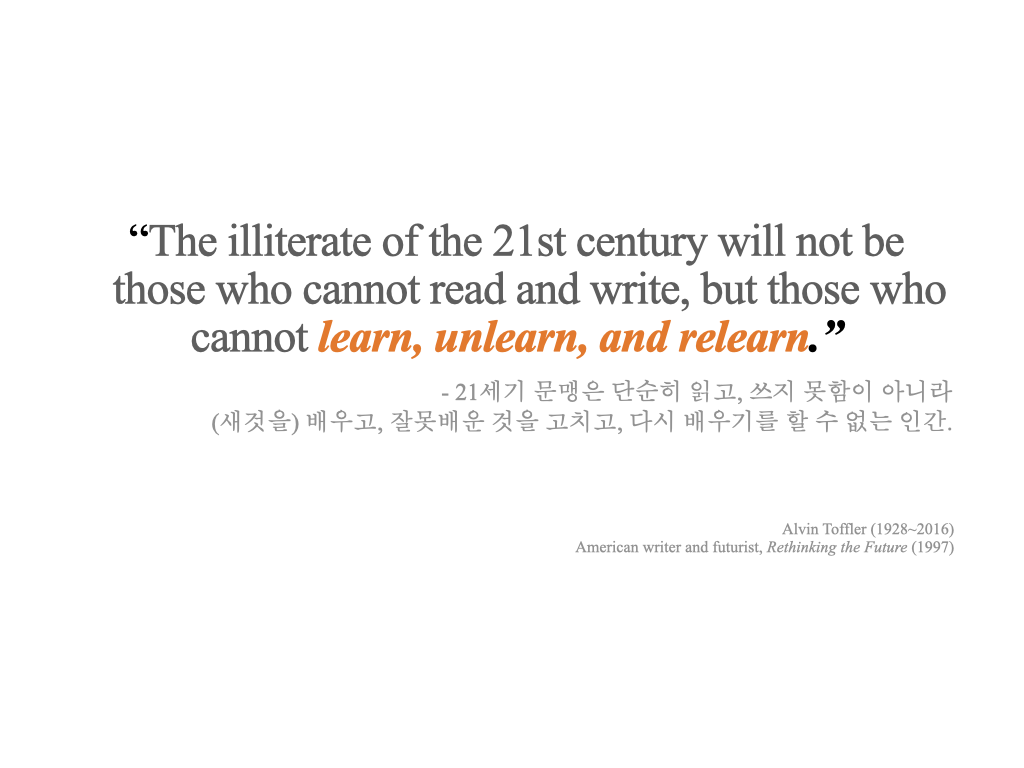 “The illiterate of the 21st century will not be
those who cannot read and write, but those who
cannot learn, unlearn, and relearn.”
- 21세기 문맹은 단순히 읽고, 쓰지 못함이 아니라
(새것을) 배우고, 잘못배운 것을 고치고, 다시 배우기를 할 수 없는 인간.
Alvin Toffler (1928~2016)
American writer and futurist, Rethinking the Future (1997)